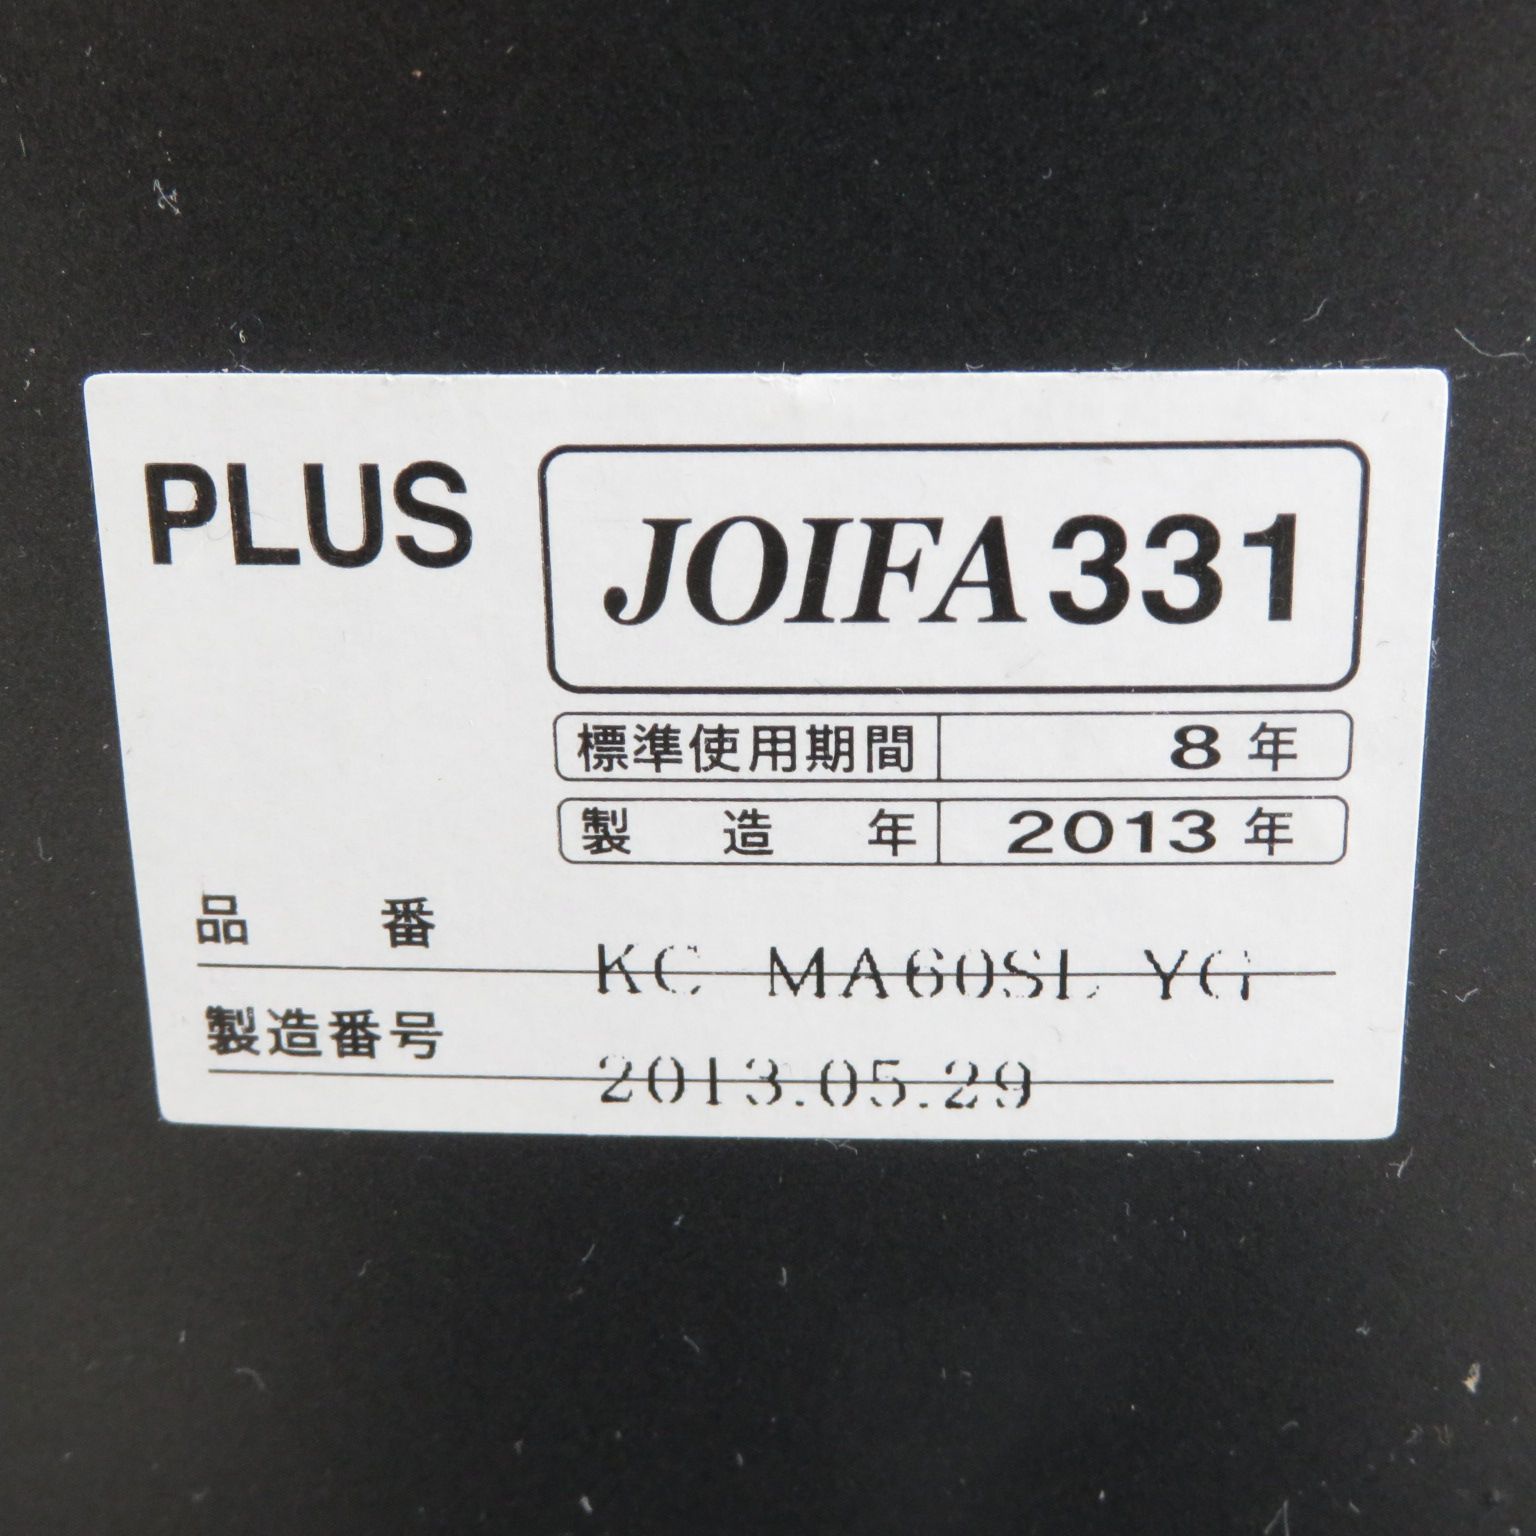 PLUS
JOIFA331
標準使用期間 8年
製造年 2013年
品番 KC MA60SL YG
製造番号 2013.05.29